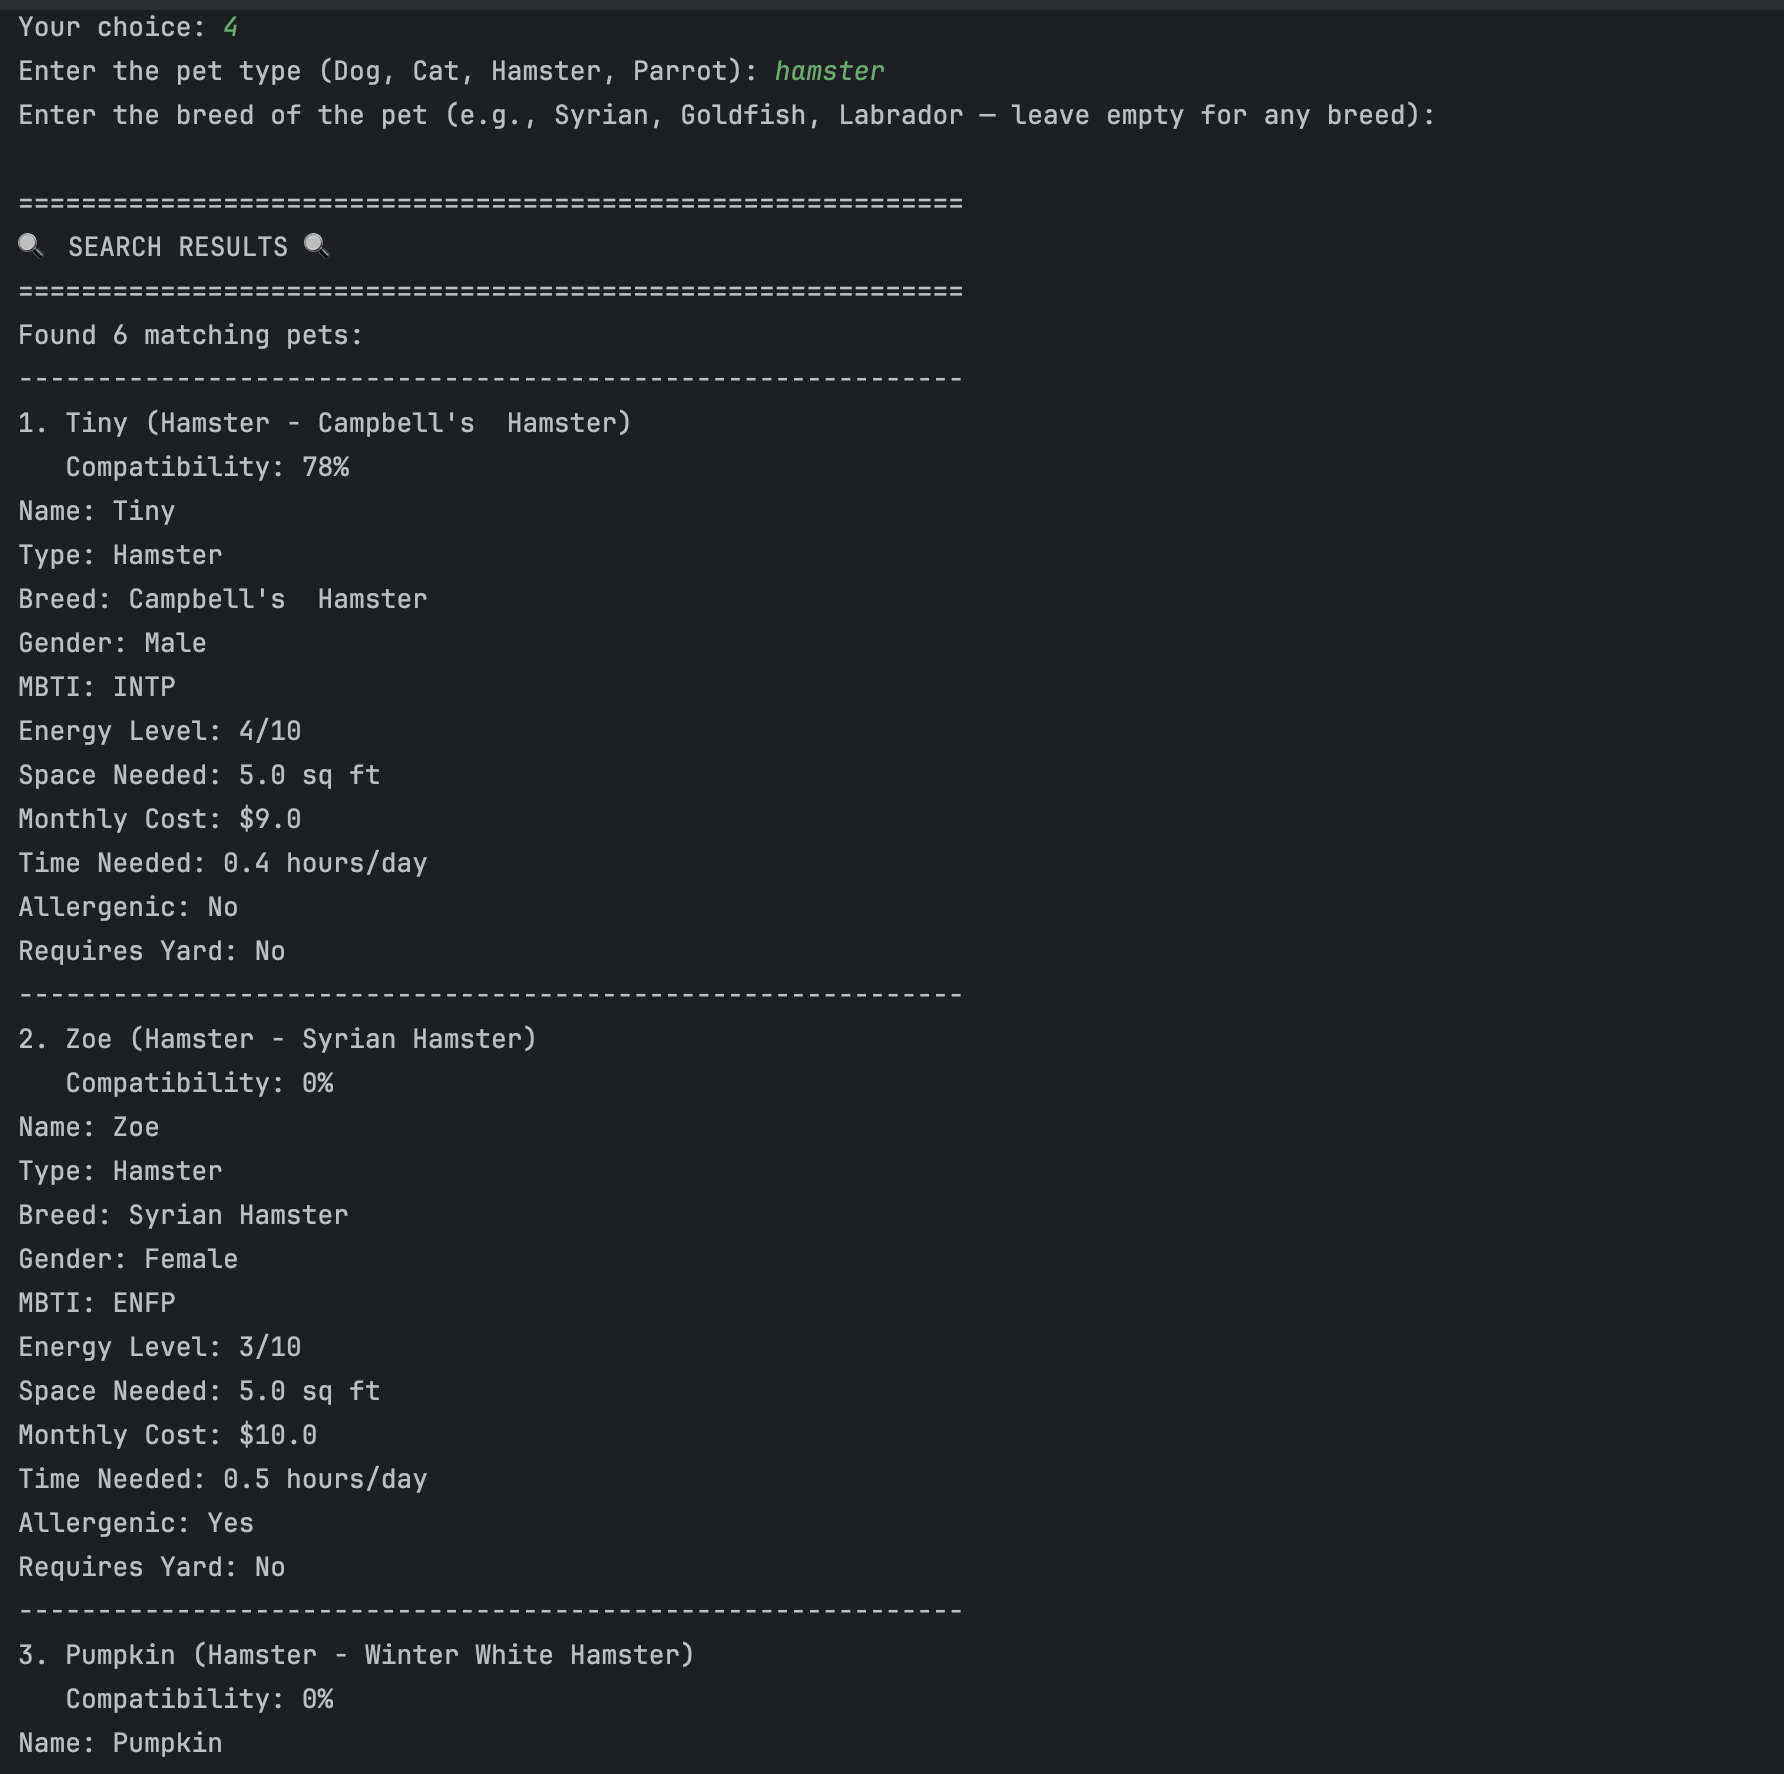 Your choice: 4
Enter the pet type (Dog, Cat, Hamster, Parrot): hamster
Enter the breed of the pet (e.g., Syrian, Goldfish, Labrador — leave empty for any breed):
============================================================
🔍 SEARCH RESULTS 🔍
============================================================
Found 6 matching pets:
------------------------------------------------------------
1. Tiny (Hamster - Campbell's  Hamster)
   Compatibility: 78%
Name: Tiny
Type: Hamster
Breed: Campbell's  Hamster
Gender: Male
MBTI: INTP
Energy Level: 4/10
Space Needed: 5.0 sq ft
Monthly Cost: $9.0
Time Needed: 0.4 hours/day
Allergenic: No
Requires Yard: No
------------------------------------------------------------
2. Zoe (Hamster - Syrian Hamster)
   Compatibility: 0%
Name: Zoe
Type: Hamster
Breed: Syrian Hamster
Gender: Female
MBTI: ENFP
Energy Level: 3/10
Space Needed: 5.0 sq ft
Monthly Cost: $10.0
Time Needed: 0.5 hours/day
Allergenic: Yes
Requires Yard: No
------------------------------------------------------------
3. Pumpkin (Hamster - Winter White Hamster)
   Compatibility: 0%
Name: Pumpkin